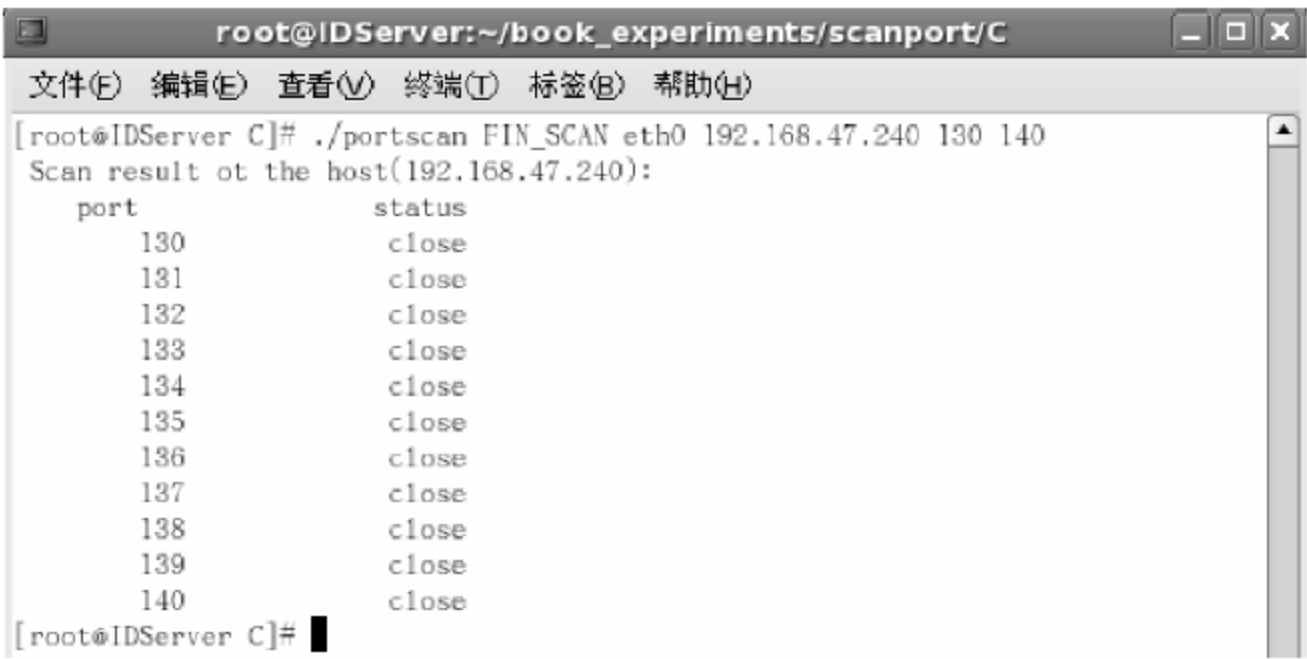 root@IDServer:~/book_experiments/scanport/C
文件(F) 编辑(E) 查看(V) 终端(T) 标签(B) 帮助(H)
[root@IDServer C]# ./portscan FIN_SCAN eth0 192.168.47.240 130 140
Scan result ot the host(192.168.47.240):
port status
130 close
131 close
132 close
133 close
134 close
135 close
136 close
137 close
138 close
139 close
140 close
[root@IDServer C]#